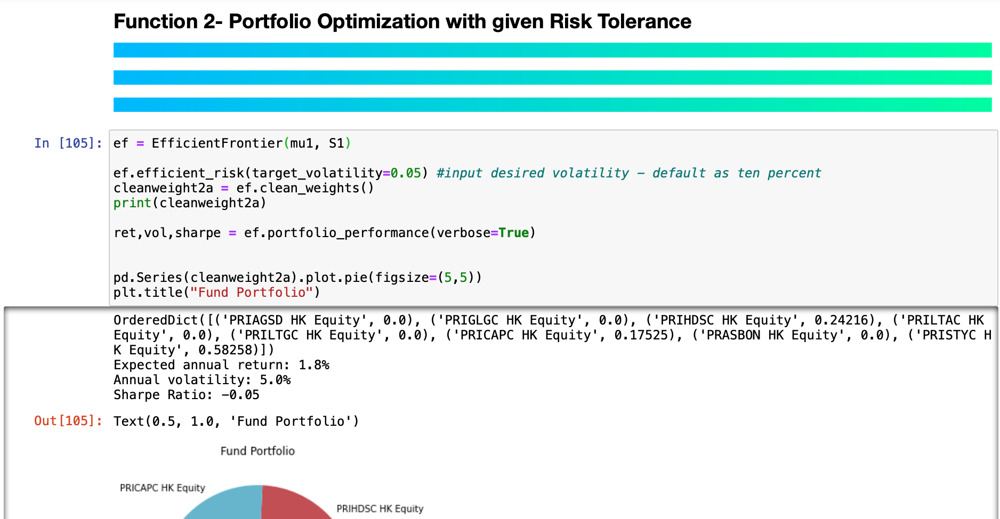 Function 2- Portfolio Optimization with given Risk Tolerance
In [105]:
ef = EfficientFrontier(mu1, S1)
ef.efficient_risk(target_volatility=0.05) #input desired volatility - default as ten percent
cleanweight2a = ef.clean_weights()
print(cleanweight2a)
ret,vol,sharpe = ef.portfolio_performance(verbose=True)
pd.Series(cleanweight2a).plot.pie(figsize=(5,5))
plt.title("Fund Portfolio")
OrderedDict([('PRIAGSD HK Equity', 0.0), ('PRIGLGC HK Equity', 0.0), ('PRIHDSC HK Equity', 0.24216), ('PRILTAC HK
Equity', 0.0), ('PRILTGC HK Equity', 0.0), ('PRICAPC HK Equity', 0.17525), ('PRASBON HK Equity', 0.0), ('PRISTYC H
K Equity', 0.58258)])
Expected annual return: 1.8%
Annual volatility: 5.0%
Sharpe Ratio: -0.05
Out[105]: Text(0.5, 1.0, 'Fund Portfolio')
Fund Portfolio
PRICAPC HK Equity
PRIHDSC HK Equity